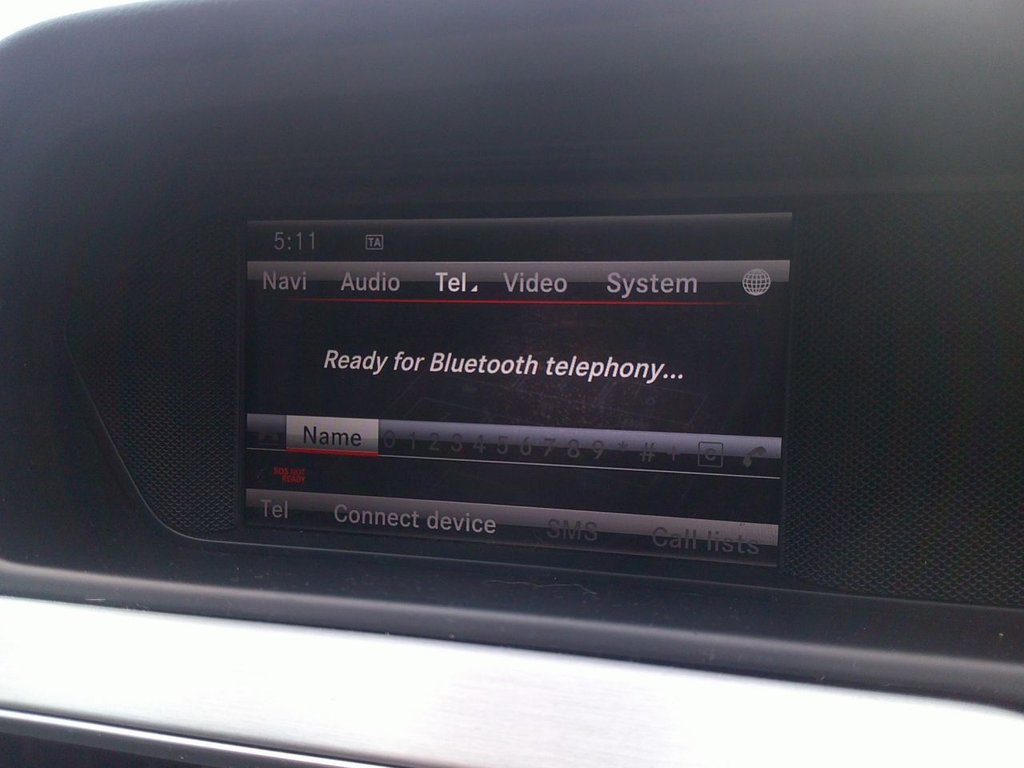 5:11 TA
Navi Audio Tel Video System
Ready for Bluetooth telephony...
Name 0 1 2 3 4 5 6 7 8 9 * # + C
SOS NOT
READY
Tel Connect device SMS Call lists